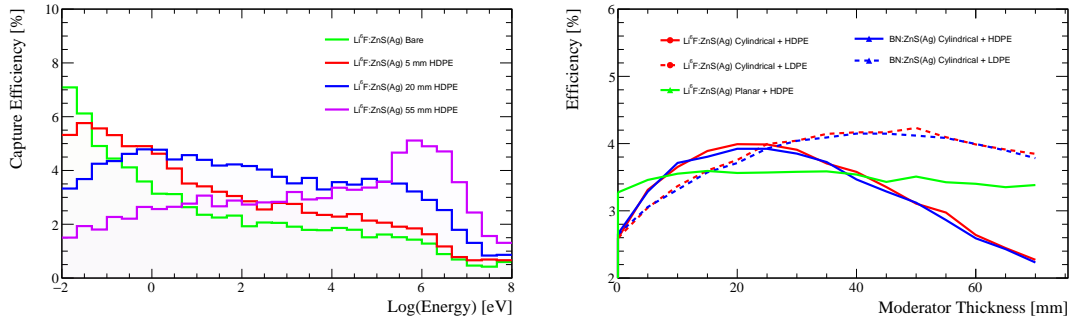 Capture Efficiency [%]
10
8
6
4
2
0
Li⁶F:ZnS(Ag) Bare
Li⁶F:ZnS(Ag) 5 mm HDPE
Li⁶F:ZnS(Ag) 20 mm HDPE
Li⁶F:ZnS(Ag) 55 mm HDPE
−2 0 2 4 6 8
Log(Energy) [eV]
Efficiency [%]
6
5
4
3
2
Li⁶F:ZnS(Ag) Cylindrical + HDPE
Li⁶F:ZnS(Ag) Cylindrical + LDPE
Li⁶F:ZnS(Ag) Planar + HDPE
BN:ZnS(Ag) Cylindrical + HDPE
BN:ZnS(Ag) Cylindrical + LDPE
0 20 40 60
Moderator Thickness [mm]